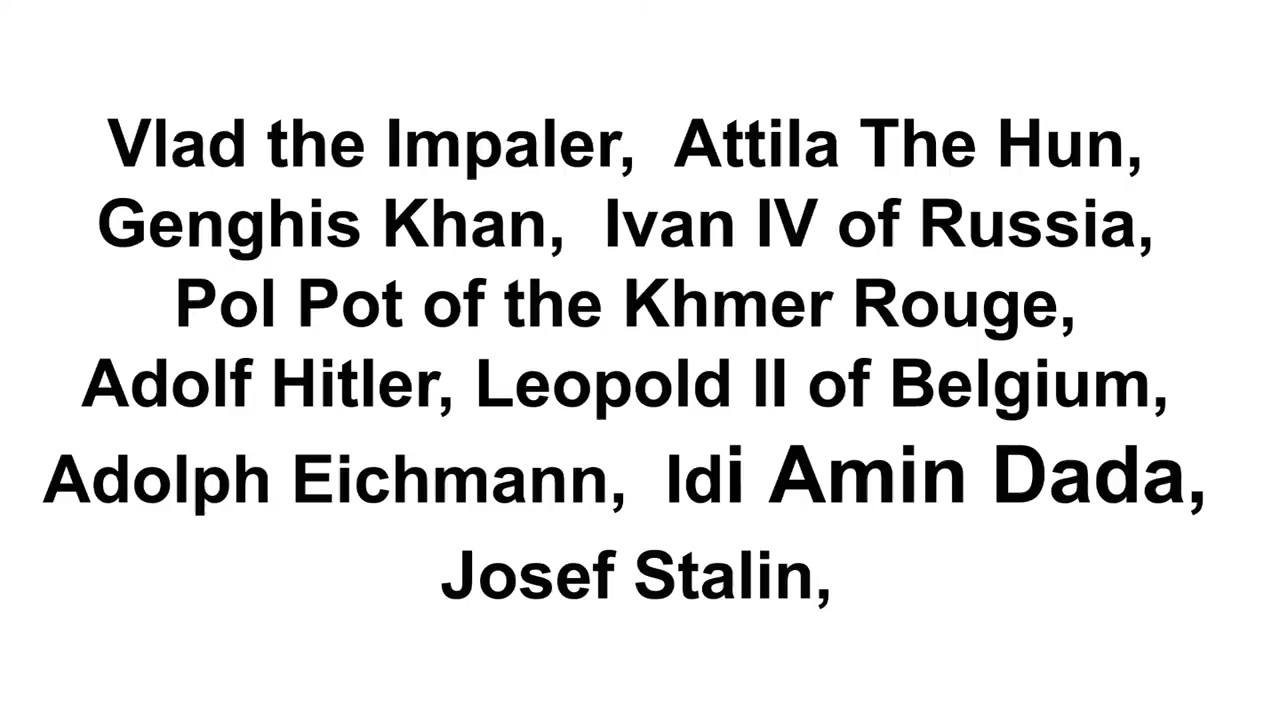 Vlad the Impaler,  Attila The Hun,
Genghis Khan,  Ivan IV of Russia,
Pol Pot of the Khmer Rouge,
Adolf Hitler, Leopold II of Belgium,
Adolph Eichmann,  Idi Amin Dada,
Josef Stalin,